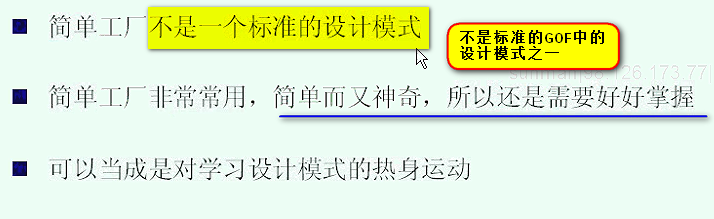 简单工厂不是一个标准的设计模式
不是标准的GOF中的
设计模式之一
简单工厂非常常用，简单而又神奇，所以还是需要好好掌握
可以当成是对学习设计模式的热身运动